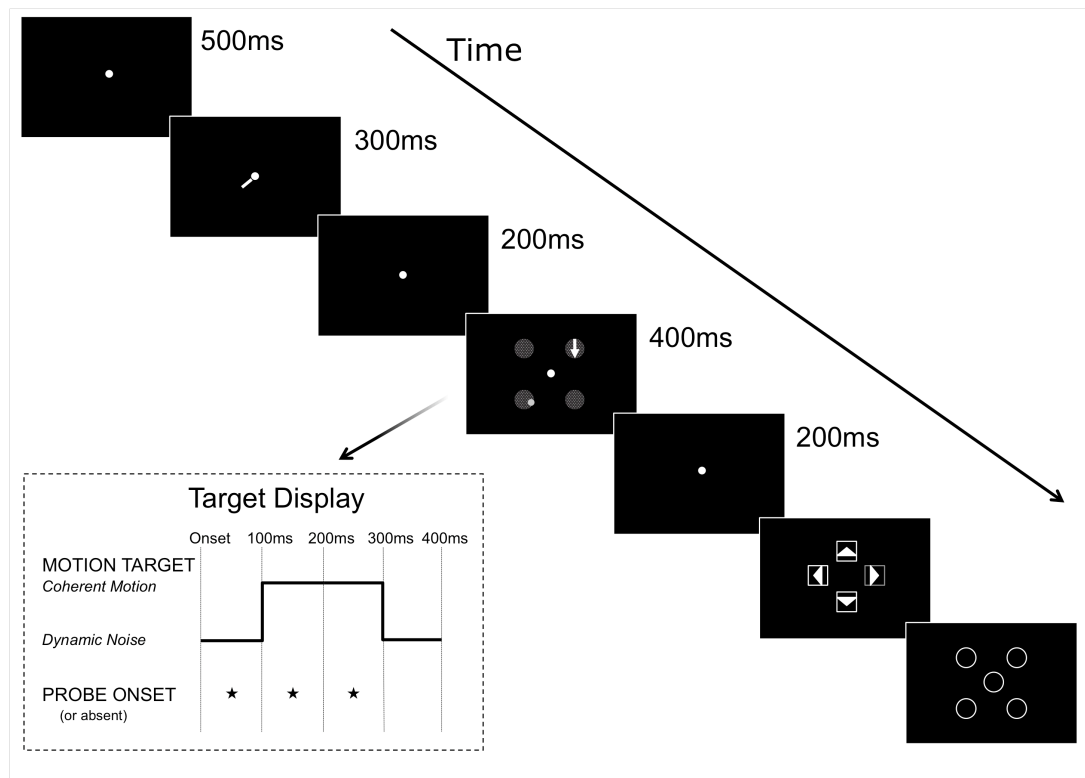 500ms
Time
300ms
200ms
400ms
200ms
Target Display
Onset 100ms 200ms 300ms 400ms
MOTION TARGET
Coherent Motion
Dynamic Noise
PROBE ONSET
(or absent)